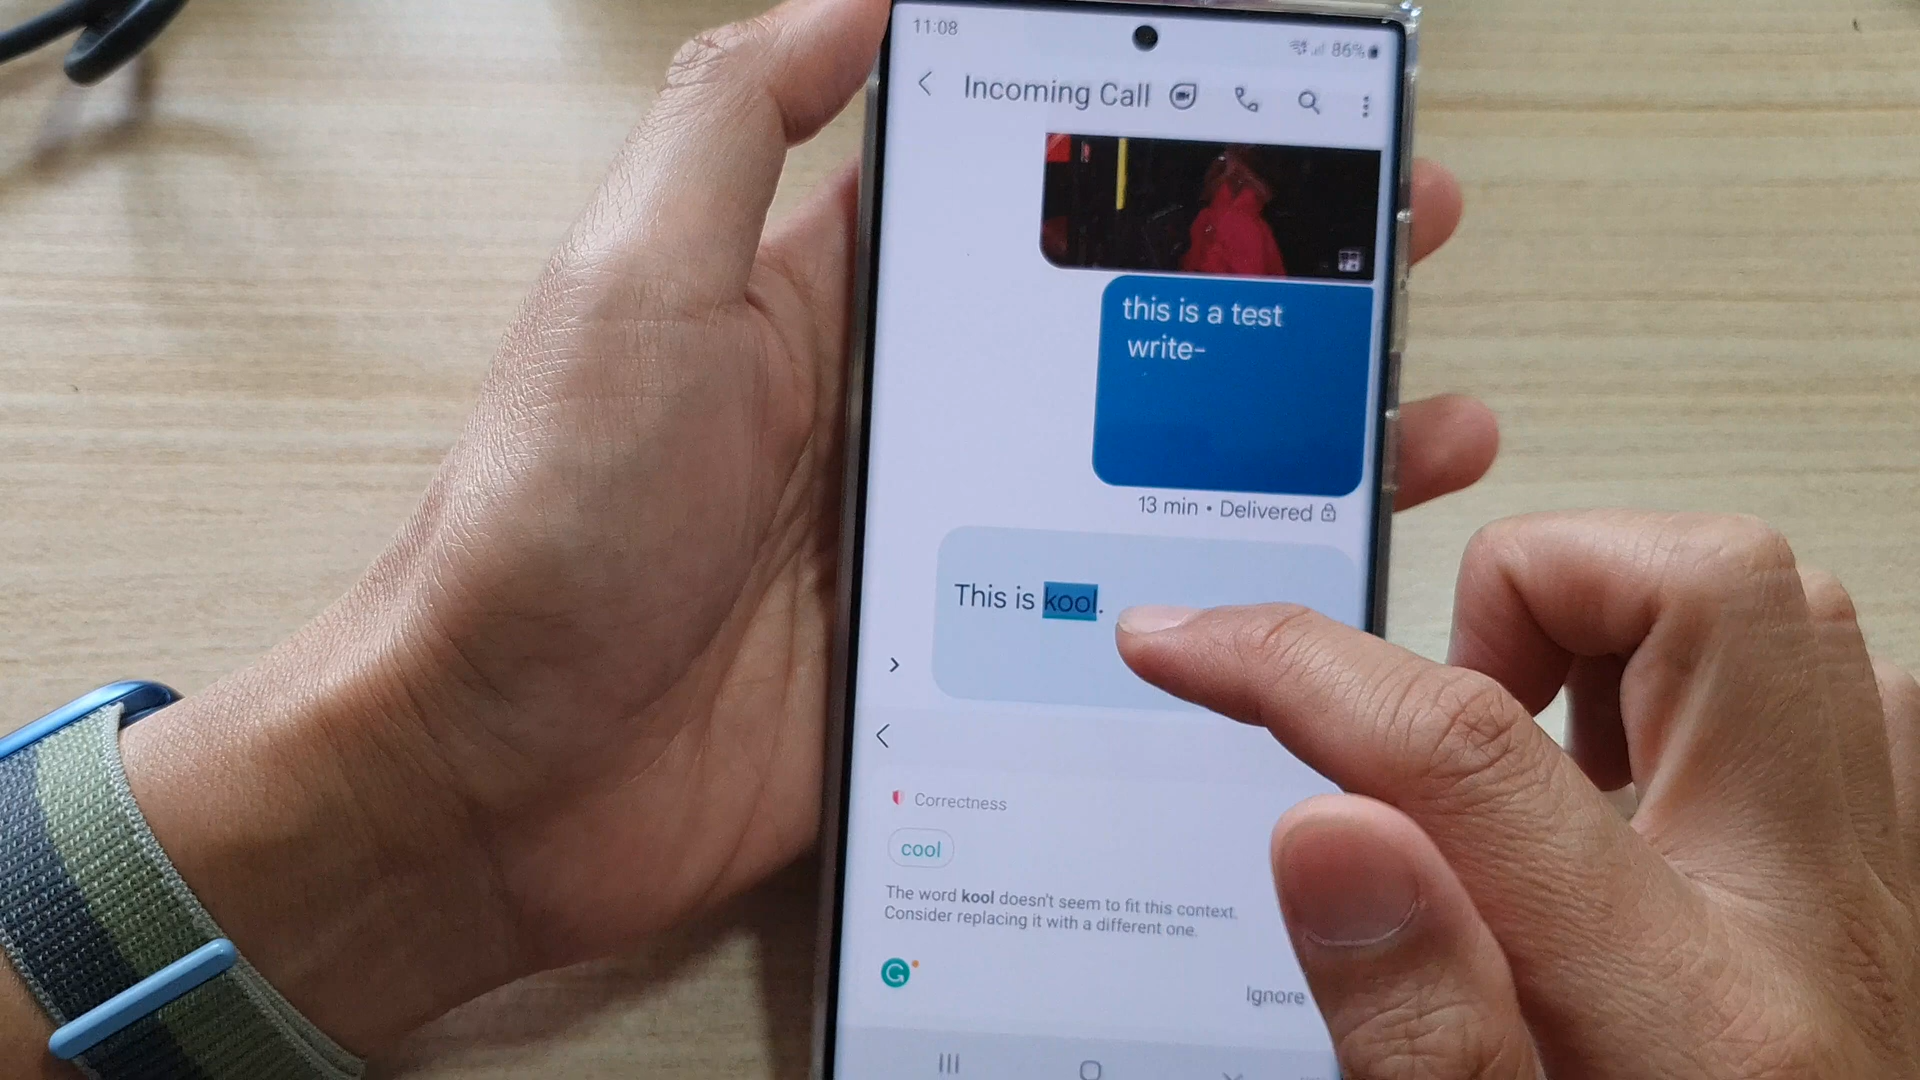 11:08
86%
Incoming Call
this is a test
write-
13 min • Delivered
This is kool.
Correctness
cool
The word kool doesn't seem to fit this context.
Consider replacing it with a different one.
Ignore